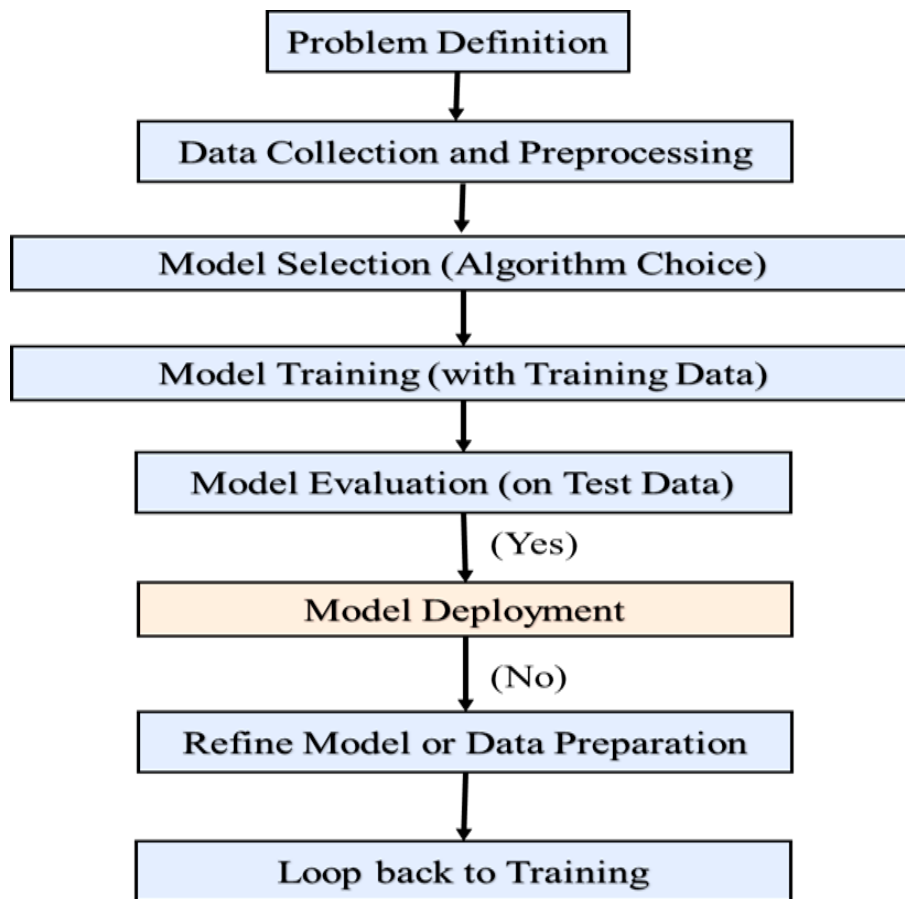 Problem Definition
Data Collection and Preprocessing
Model Selection (Algorithm Choice)
Model Training (with Training Data)
Model Evaluation (on Test Data)
(Yes)
Model Deployment
(No)
Refine Model or Data Preparation
Loop back to Training